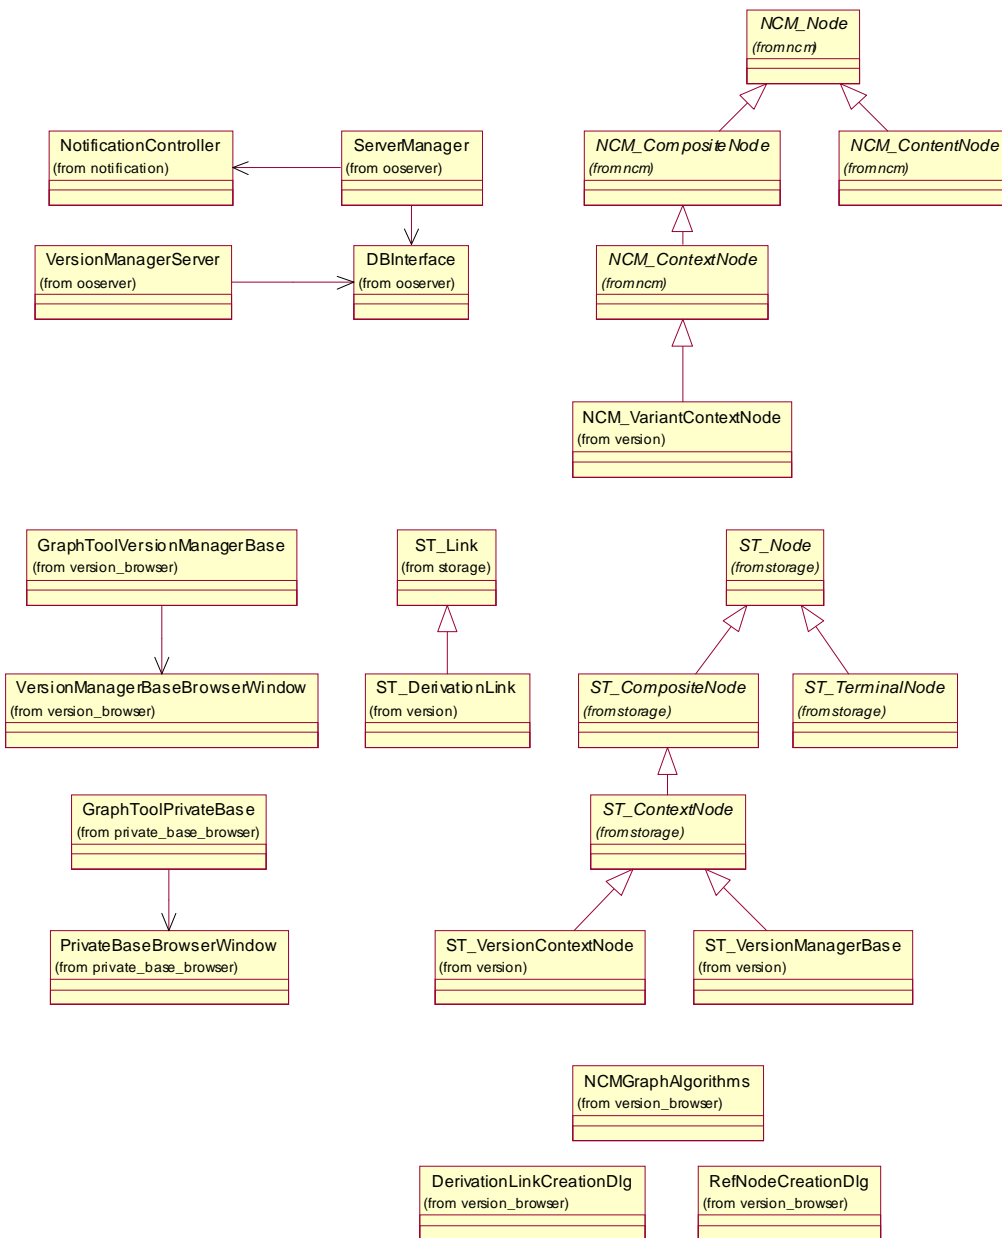 NCM_Node
(from ncm)
NotificationController
(from notification)
ServerManager
(from ooserver)
NCM_CompositeNode
(from ncm)
NCM_ContentNode
(from ncm)
VersionManagerServer
(from ooserver)
DBInterface
(from ooserver)
NCM_ContextNode
(from ncm)
NCM_VariantContextNode
(from version)
GraphToolVersionManagerBase
(from version_browser)
ST_Link
(from storage)
ST_Node
(from storage)
VersionManagerBaseBrowserWindow
(from version_browser)
ST_DerivationLink
(from version)
ST_CompositeNode
(from storage)
ST_TerminalNode
(from storage)
GraphToolPrivateBase
(from private_base_browser)
ST_ContextNode
(from storage)
PrivateBaseBrowserWindow
(from private_base_browser)
ST_VersionContextNode
(from version)
ST_VersionManagerBase
(from version)
NCMGraphAlgorithms
(from version_browser)
DerivationLinkCreationDlg
(from version_browser)
RefNodeCreationDlg
(from version_browser)